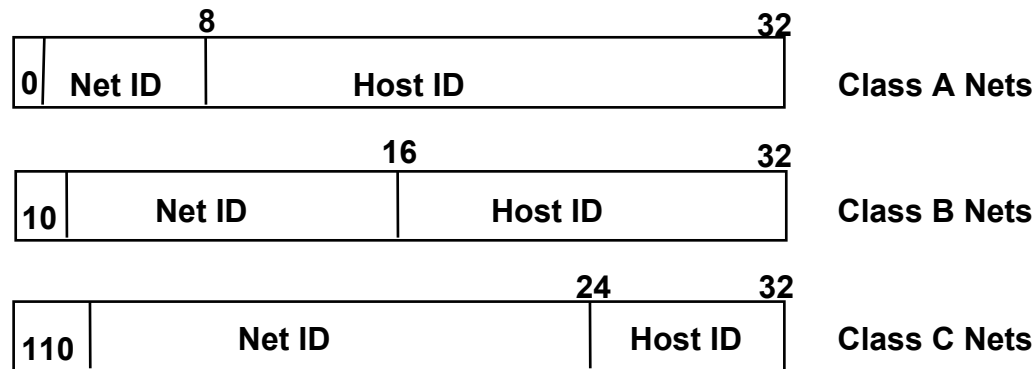 8 32
0 Net ID Host ID Class A Nets
16 32
10 Net ID Host ID Class B Nets
24 32
110 Net ID Host ID Class C Nets